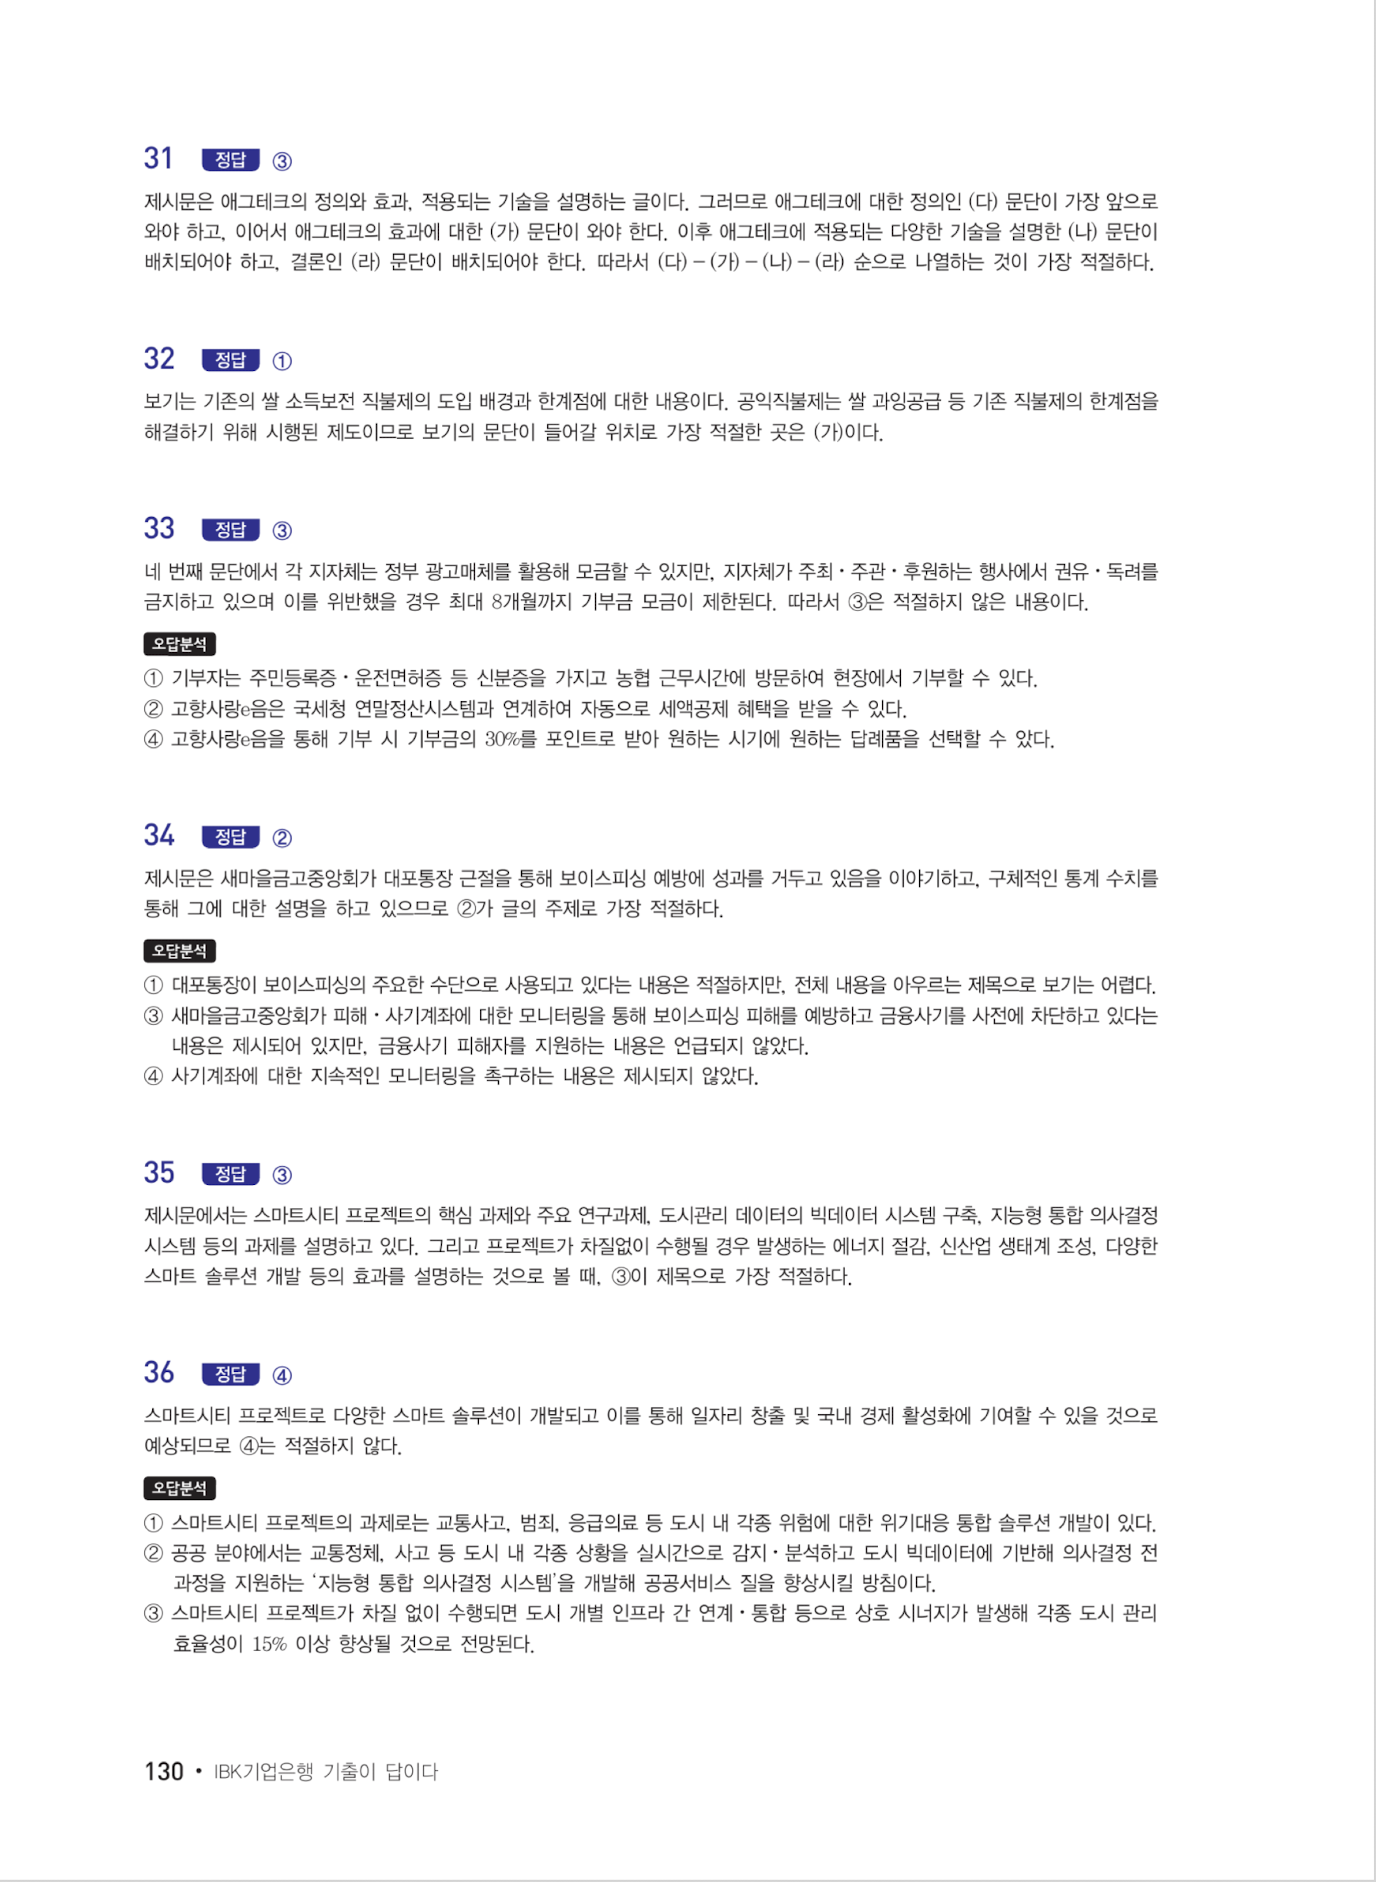 31 정답 ③
제시문은 애그테크의 정의와 효과, 적용되는 기술을 설명하는 글이다. 그러므로 애그테크에 대한 정의인 (다) 문단이 가장 앞으로
와야 하고, 이어서 애그테크의 효과에 대한 (가) 문단이 와야 한다. 이후 애그테크에 적용되는 다양한 기술을 설명한 (나) 문단이
배치되어야 하고, 결론인 (라) 문단이 배치되어야 한다. 따라서 (다) – (가) – (나) – (라) 순으로 나열하는 것이 가장 적절하다.
32 정답 ①
보기는 기존의 쌀 소득보전 직불제의 도입 배경과 한계점에 대한 내용이다. 공익직불제는 쌀 과잉공급 등 기존 직불제의 한계점을
해결하기 위해 시행된 제도이므로 보기의 문단이 들어갈 위치로 가장 적절한 곳은 (가)이다.
33 정답 ③
네 번째 문단에서 각 지자체는 정부 광고매체를 활용해 모금할 수 있지만, 지자체가 주최 · 주관 · 후원하는 행사에서 권유 · 독려를
금지하고 있으며 이를 위반했을 경우 최대 8개월까지 기부금 모금이 제한된다. 따라서 ③은 적절하지 않은 내용이다.
오답분석
① 기부자는 주민등록증 · 운전면허증 등 신분증을 가지고 농협 근무시간에 방문하여 현장에서 기부할 수 있다.
② 고향사랑e음은 국세청 연말정산시스템과 연계하여 자동으로 세액공제 혜택을 받을 수 있다.
④ 고향사랑e음을 통해 기부 시 기부금의 30%를 포인트로 받아 원하는 시기에 원하는 답례품을 선택할 수 았다.
34 정답 ②
제시문은 새마을금고중앙회가 대포통장 근절을 통해 보이스피싱 예방에 성과를 거두고 있음을 이야기하고, 구체적인 통계 수치를
통해 그에 대한 설명을 하고 있으므로 ②가 글의 주제로 가장 적절하다.
오답분석
① 대포통장이 보이스피싱의 주요한 수단으로 사용되고 있다는 내용은 적절하지만, 전체 내용을 아우르는 제목으로 보기는 어렵다.
③ 새마을금고중앙회가 피해 · 사기계좌에 대한 모니터링을 통해 보이스피싱 피해를 예방하고 금융사기를 사전에 차단하고 있다는
내용은 제시되어 있지만, 금융사기 피해자를 지원하는 내용은 언급되지 않았다.
④ 사기계좌에 대한 지속적인 모니터링을 촉구하는 내용은 제시되지 않았다.
35 정답 ③
제시문에서는 스마트시티 프로젝트의 핵심 과제와 주요 연구과제, 도시관리 데이터의 빅데이터 시스템 구축, 지능형 통합 의사결정
시스템 등의 과제를 설명하고 있다. 그리고 프로젝트가 차질없이 수행될 경우 발생하는 에너지 절감, 신산업 생태계 조성, 다양한
스마트 솔루션 개발 등의 효과를 설명하는 것으로 볼 때, ③이 제목으로 가장 적절하다.
36 정답 ④
스마트시티 프로젝트로 다양한 스마트 솔루션이 개발되고 이를 통해 일자리 창출 및 국내 경제 활성화에 기여할 수 있을 것으로
예상되므로 ④는 적절하지 않다.
오답분석
① 스마트시티 프로젝트의 과제로는 교통사고, 범죄, 응급의료 등 도시 내 각종 위험에 대한 위기대응 통합 솔루션 개발이 있다.
② 공공 분야에서는 교통정체, 사고 등 도시 내 각종 상황을 실시간으로 감지 · 분석하고 도시 빅데이터에 기반해 의사결정 전
과정을 지원하는 ‘지능형 통합 의사결정 시스템’을 개발해 공공서비스 질을 향상시킬 방침이다.
③ 스마트시티 프로젝트가 차질 없이 수행되면 도시 개별 인프라 간 연계 · 통합 등으로 상호 시너지가 발생해 각종 도시 관리
효율성이 15% 이상 향상될 것으로 전망된다.
130 • IBK기업은행 기출이 답이다